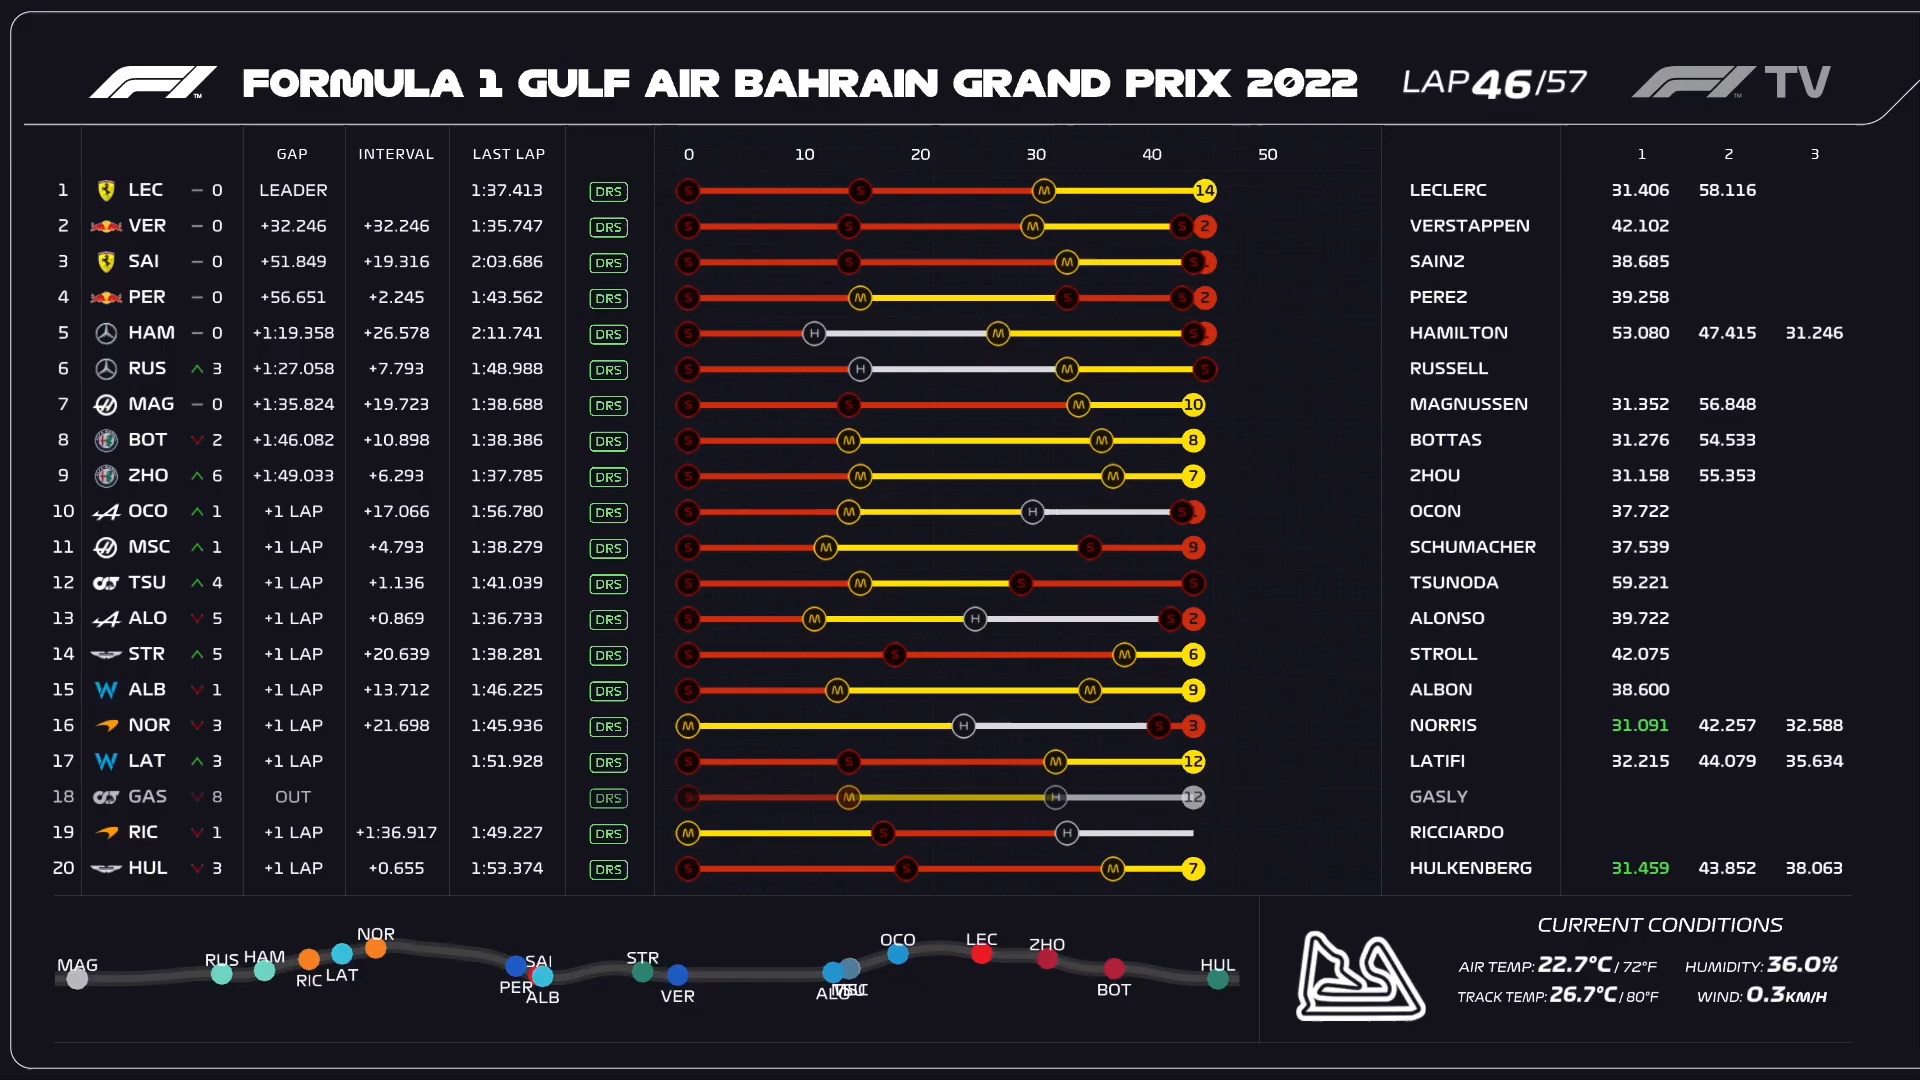 FORMULA 1 GULF AIR BAHRAIN GRAND PRIX 2022 LAP 46/57 F1 TV
GAP INTERVAL LAST LAP 0 10 20 30 40 50 1 2 3
1 LEC – 0 LEADER 1:37.413 DRS S S M 14 LECLERC 31.406 58.116
2 VER – 0 +32.246 +32.246 1:35.747 DRS S S M S 2 VERSTAPPEN 42.102
3 SAI – 0 +51.849 +19.316 2:03.686 DRS S S M S SAINZ 38.685
4 PER – 0 +56.651 +2.245 1:43.562 DRS S M S S 2 PEREZ 39.258
5 HAM – 0 +1:19.358 +26.578 2:11.741 DRS S H M S HAMILTON 53.080 47.415 31.246
6 RUS 3 +1:27.058 +7.793 1:48.988 DRS S H M S RUSSELL
7 MAG – 0 +1:35.824 +19.723 1:38.688 DRS S S M 10 MAGNUSSEN 31.352 56.848
8 BOT 2 +1:46.082 +10.898 1:38.386 DRS S M M 8 BOTTAS 31.276 54.533
9 ZHO 6 +1:49.033 +6.293 1:37.785 DRS S M M 7 ZHOU 31.158 55.353
10 OCO 1 +1 LAP +17.066 1:56.780 DRS S M H S OCON 37.722
11 MSC 1 +1 LAP +4.793 1:38.279 DRS S M S 9 SCHUMACHER 37.539
12 TSU 4 +1 LAP +1.136 1:41.039 DRS S M S S TSUNODA 59.221
13 ALO 5 +1 LAP +0.869 1:36.733 DRS S M H S 2 ALONSO 39.722
14 STR 5 +1 LAP +20.639 1:38.281 DRS S S M 6 STROLL 42.075
15 ALB 1 +1 LAP +13.712 1:46.225 DRS S M M 9 ALBON 38.600
16 NOR 3 +1 LAP +21.698 1:45.936 DRS M H S 3 NORRIS 31.091 42.257 32.588
17 LAT 3 +1 LAP 1:51.928 DRS S S M 12 LATIFI 32.215 44.079 35.634
18 GAS 8 OUT DRS S M H 12 GASLY
19 RIC 1 +1 LAP +1:36.917 1:49.227 DRS M S H RICCIARDO
20 HUL 3 +1 LAP +0.655 1:53.374 DRS S S M 7 HULKENBERG 31.459 43.852 38.063
MAG RUS HAM RIC LAT NOR PER SAI ALB STR VER ALO MSC OCO LEC ZHO BOT HUL
CURRENT CONDITIONS
AIR TEMP: 22.7°C / 72°F HUMIDITY: 36.0%
TRACK TEMP: 26.7°C / 80°F WIND: 0.3KM/H